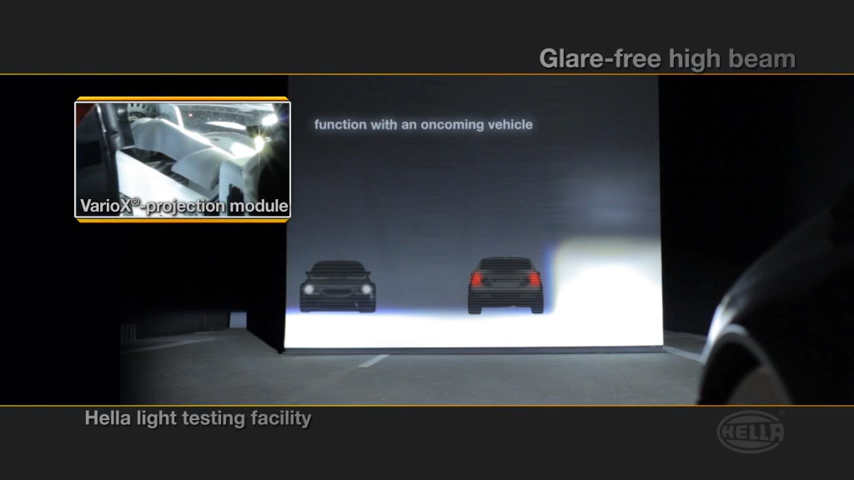 Glare-free high beam
function with an oncoming vehicle
VarioX®-projection module
Hella light testing facility
HELLA